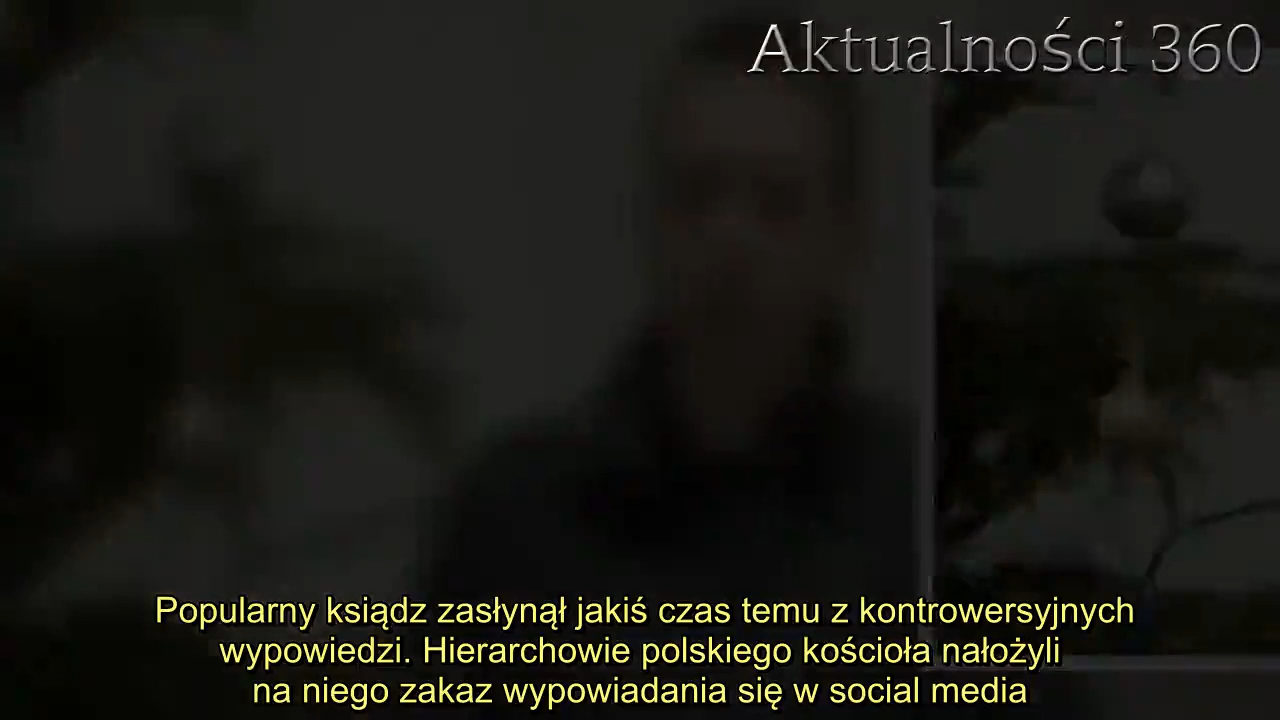 Aktualności 360
Popularny ksiądz zasłynął jakiś czas temu z kontrowersyjnych
wypowiedzi. Hierarchowie polskiego kościoła nałożyli
na niego zakaz wypowiadania się w social media